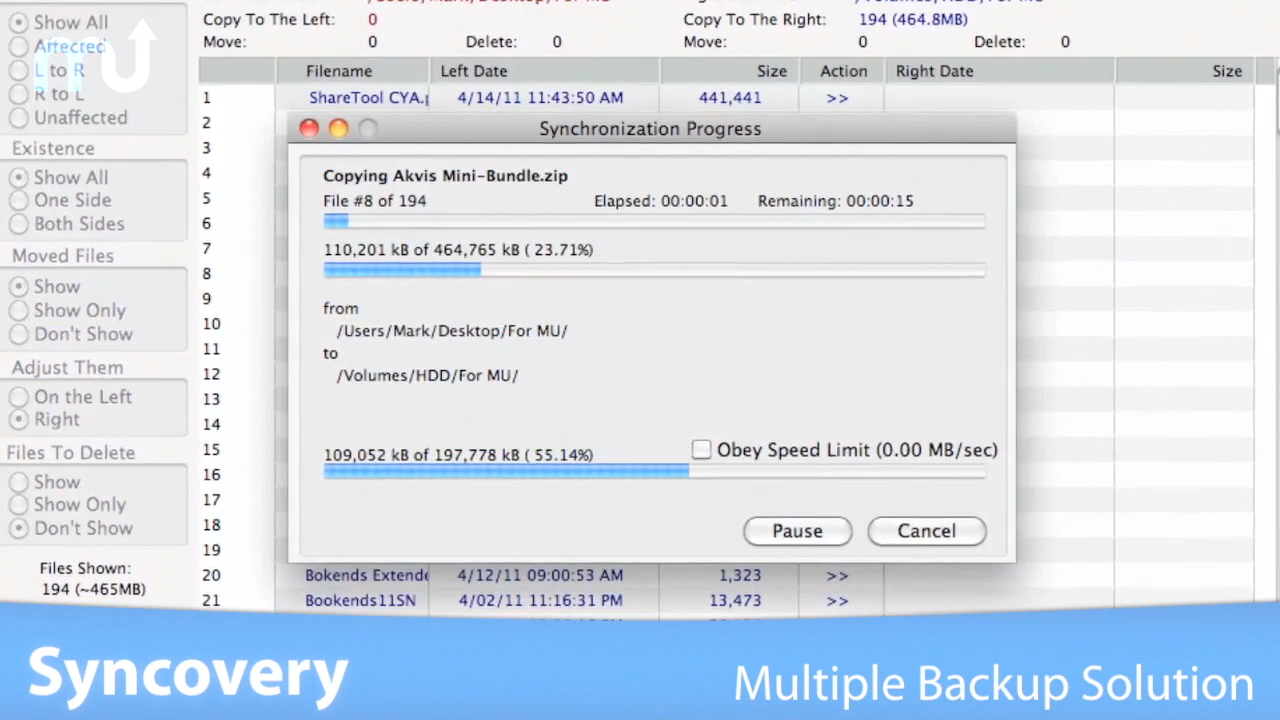 Show All
Affected
L to R
R to L
Unaffected
Existence
Show All
One Side
Both Sides
Moved Files
Show
Show Only
Don't Show
Adjust Them
On the Left
Right
Files To Delete
Show
Show Only
Don't Show
Files Shown:
194 (~465MB)
Copy To The Left: 0 Copy To The Right: 194 (464.8MB)
Move: 0 Delete: 0 Move: 0 Delete: 0
Filename Left Date Size Action Right Date Size
1 ShareTool CYA. 4/14/11 11:43:50 AM 441,441 >>
2
3
4
5
6
7
8
9
10
11
12
13
14
15
16
17
18
19
20 Bokends Extende 4/12/11 09:00:53 AM 1,323 >>
21 Bookends11SN 4/02/11 11:16:31 PM 13,473 >>
Synchronization Progress
Copying Akvis Mini-Bundle.zip
File #8 of 194 Elapsed: 00:00:01 Remaining: 00:00:15
110,201 kB of 464,765 kB ( 23.71%)
from
/Users/Mark/Desktop/For MU/
to
/Volumes/HDD/For MU/
109,052 kB of 197,778 kB ( 55.14%) Obey Speed Limit (0.00 MB/sec)
Pause Cancel
Syncovery Multiple Backup Solution